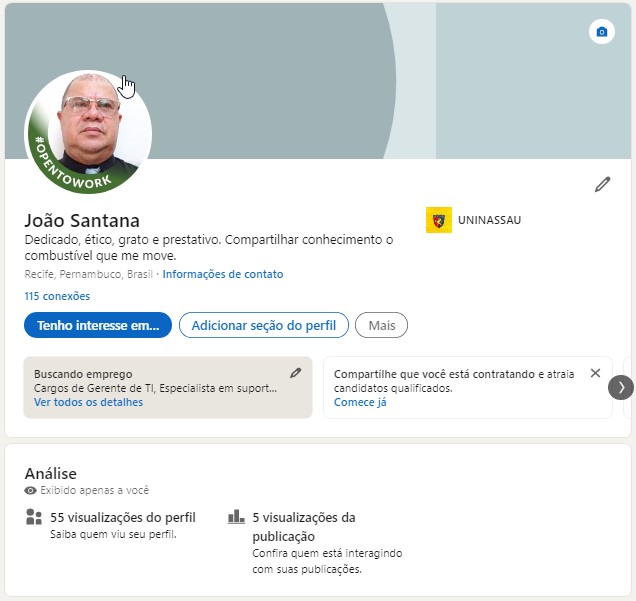 #OPENTOWORK
João Santana
UNINASSAU
Dedicado, ético, grato e prestativo. Compartilhar conhecimento o
combustível que me move.
Recife, Pernambuco, Brasil · Informações de contato
115 conexões
Tenho interesse em...
Adicionar seção do perfil
Mais
Buscando emprego
Cargos de Gerente de TI, Especialista em suport...
Ver todos os detalhes
Compartilhe que você está contratando e atraia
candidatos qualificados.
Comece já
Análise
Exibido apenas a você
55 visualizações do perfil
Saiba quem viu seu perfil.
5 visualizações da
publicação
Confira quem está interagindo
com suas publicações.